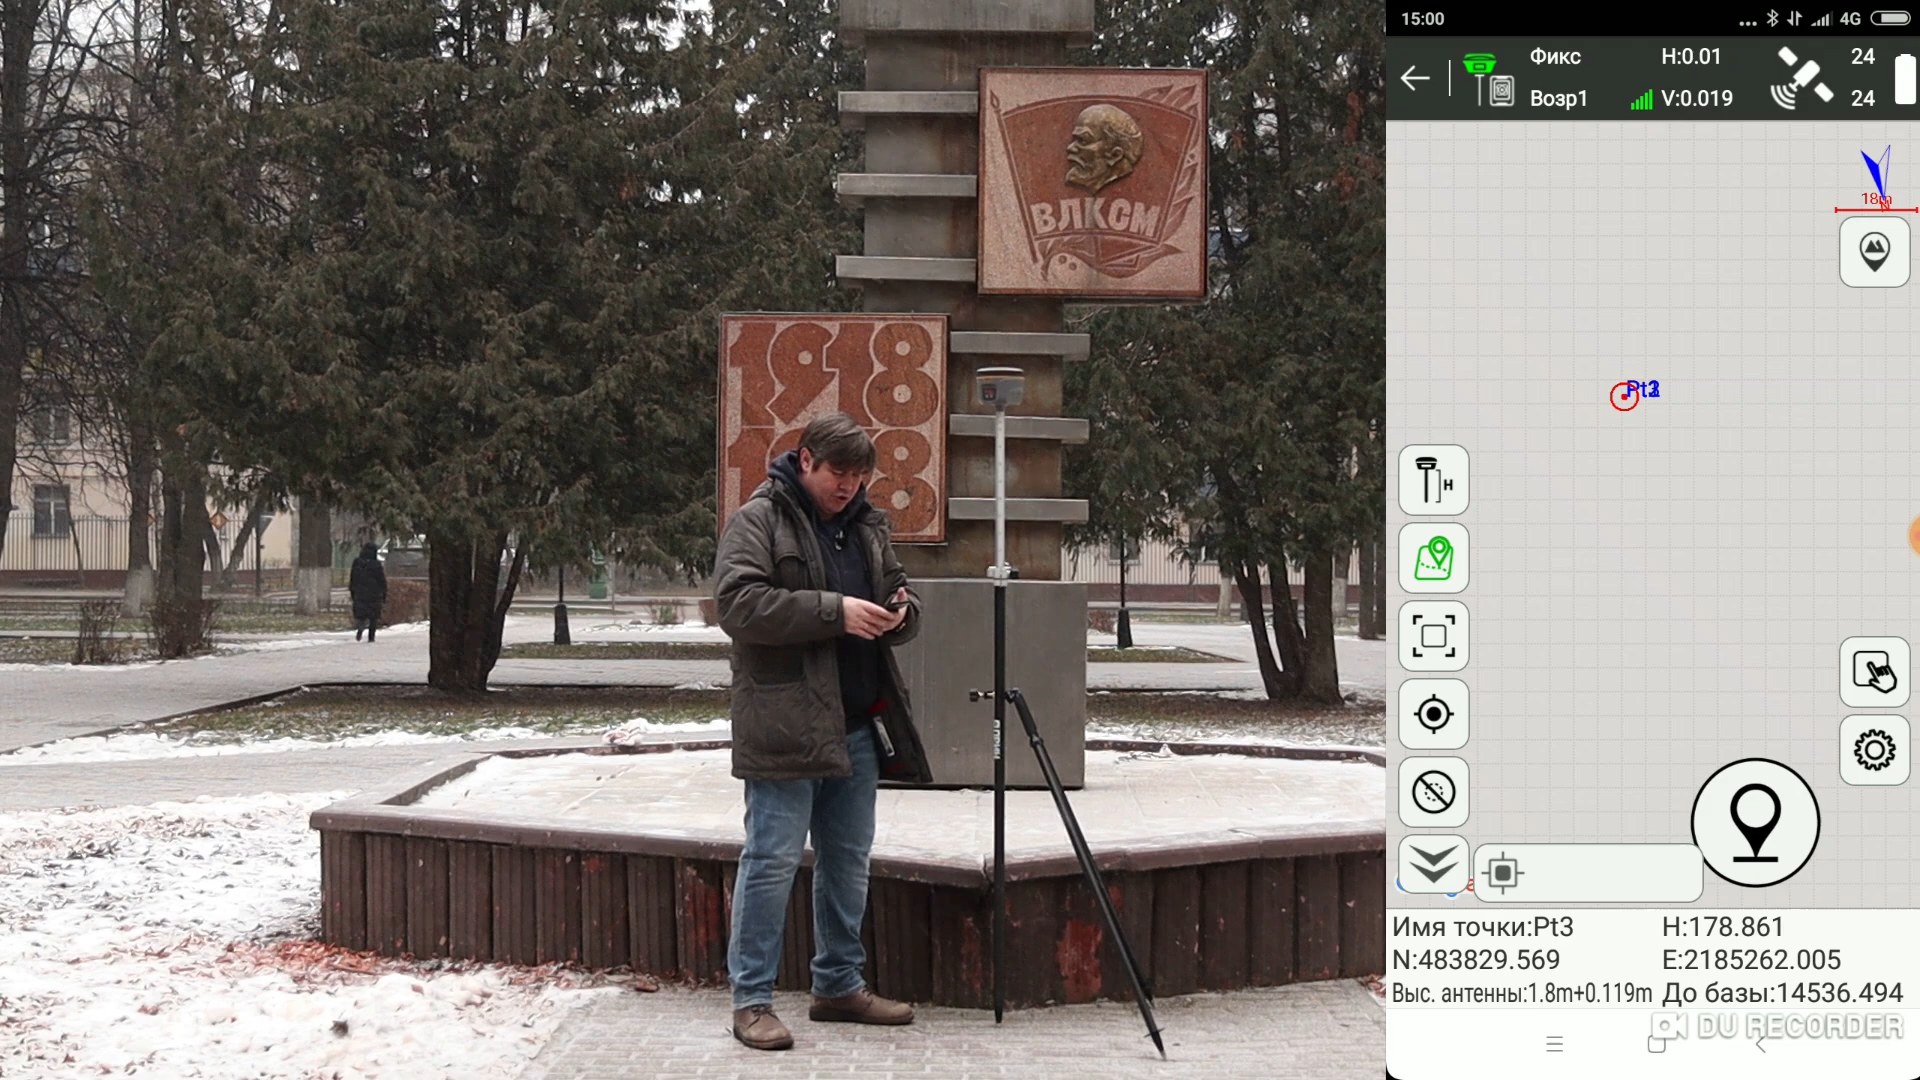 ВЛКСМ
1918
15:00
... 4G
Фикс H:0.01 24
Возр1 V:0.019 24
18m
N
H
Имя точки:Pt3 H:178.861
N:483829.569 E:2185262.005
Выс. антенны:1.8m+0.119m До базы:14536.494
DU RECORDER